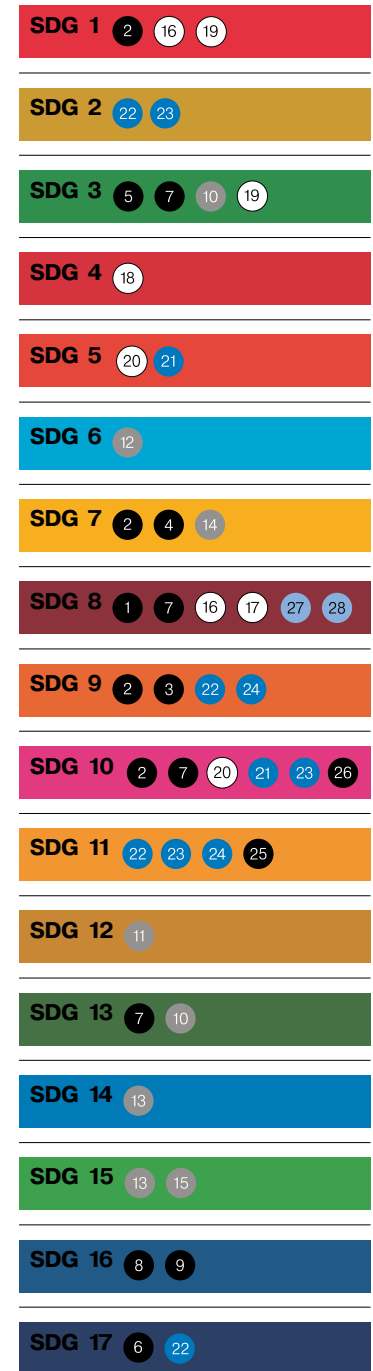 SDG 1 2 16 19
SDG 2 22 23
SDG 3 5 7 10 19
SDG 4 18
SDG 5 20 21
SDG 6 12
SDG 7 2 4 14
SDG 8 1 7 16 17 27 28
SDG 9 2 3 22 24
SDG 10 2 7 20 21 23 26
SDG 11 22 23 24 25
SDG 12 11
SDG 13 7 10
SDG 14 13
SDG 15 13 15
SDG 16 8 9
SDG 17 6 22